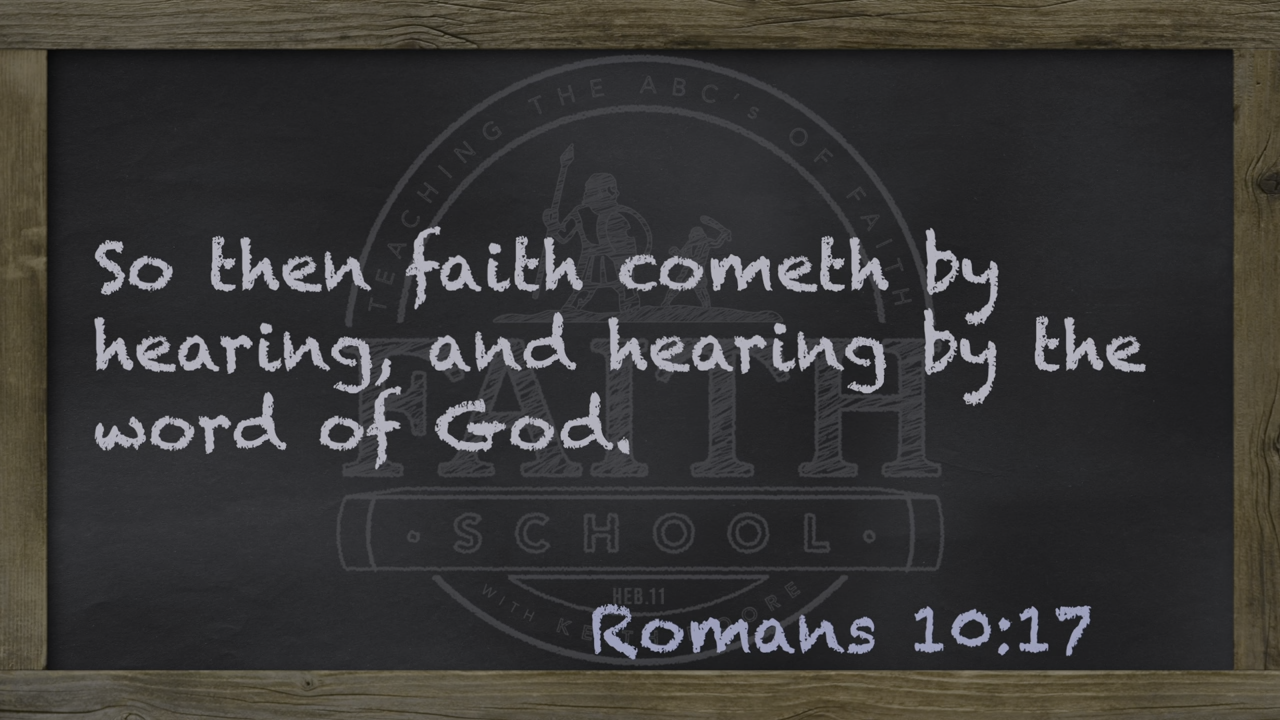 TEACHING THE ABC's OF FAITH
So then faith cometh by
hearing, and hearing by the
word of God.
FAITH
SCHOOL
HEB.11
WITH
Romans 10:17